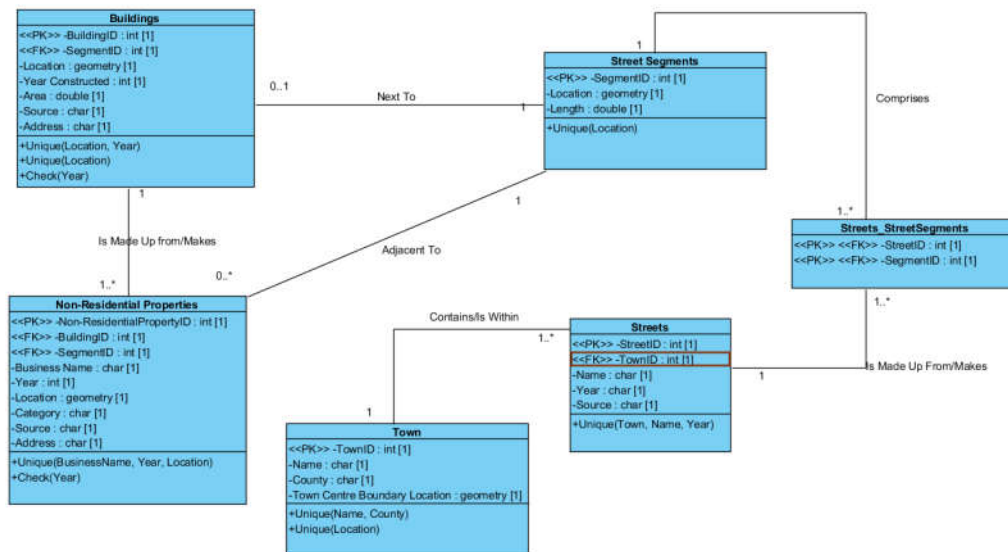 Buildings
<<PK>> -BuildingID : int [1]
<<FK>> -SegmentID : int [1]
-Location : geometry [1]
-Year Constructed : int [1]
-Area : double [1]
-Source : char [1]
-Address : char [1]
+Unique(Location, Year)
+Unique(Location)
+Check(Year)
0..1
Next To
1
1
Street Segments
<<PK>> -SegmentID : int [1]
-Location : geometry [1]
-Length : double [1]
+Unique(Location)
Comprises
1
Is Made Up from/Makes
1..*
Adjacent To
1
0..*
1..*
Streets_StreetSegments
<<PK>> <<FK>> -StreetID : int [1]
<<PK>> <<FK>> -SegmentID : int [1]
1..*
Non-Residential Properties
<<PK>> -Non-ResidentialPropertyID : int [1]
<<FK>> -BuildingID : int [1]
<<FK>> -SegmentID : int [1]
-Business Name : char [1]
-Year : int [1]
-Location : geometry [1]
-Category : char [1]
-Source : char [1]
-Address : char [1]
+Unique(BusinessName, Year, Location)
+Check(Year)
Contains/Is Within
1..*
1
Streets
<<PK>> -StreetID : int [1]
<<FK>> -TownID : int [1]
-Name : char [1]
-Year : char [1]
-Source : char [1]
+Unique(Town, Name, Year)
1
Is Made Up From/Makes
Town
<<PK>> -TownID : int [1]
-Name : char [1]
-County : char [1]
-Town Centre Boundary Location : geometry [1]
+Unique(Name, County)
+Unique(Location)